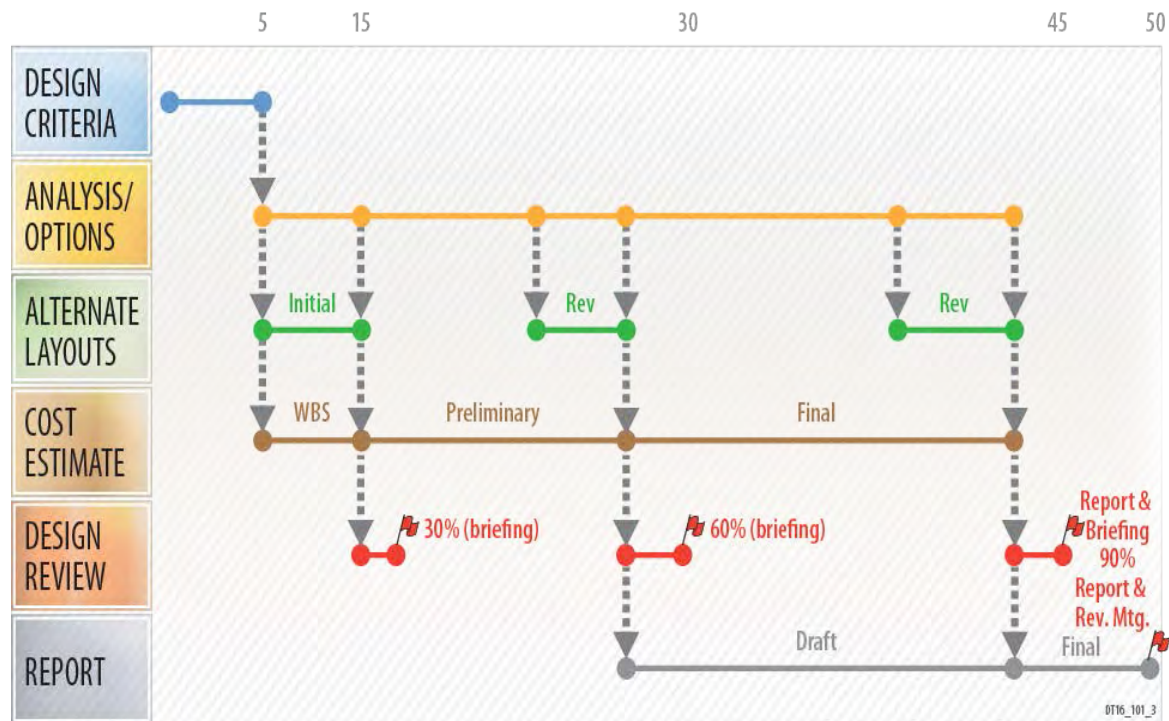 5 15 30 45 50
DESIGN
CRITERIA
ANALYSIS/
OPTIONS
ALTERNATE
LAYOUTS
Initial
Rev
Rev
COST
ESTIMATE
WBS
Preliminary
Final
DESIGN
REVIEW
30% (briefing)
60% (briefing)
Report &
Briefing
90%
Report &
Rev. Mtg.
REPORT
Draft
Final
DT16_101_3